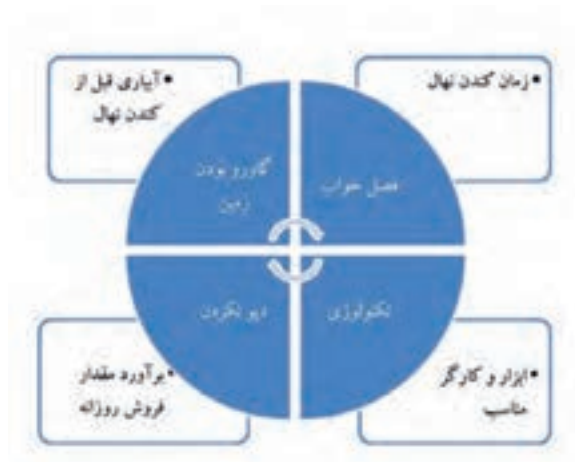 •زمان کندن نهال
فصل خواب
•آبیاری قبل از
کندن نهال
گاورو بودن
زمین
•ابزار و کارگر
مناسب
تکنولوژی
•برآورد مقدار
فروش روزانه
دپو نکردن